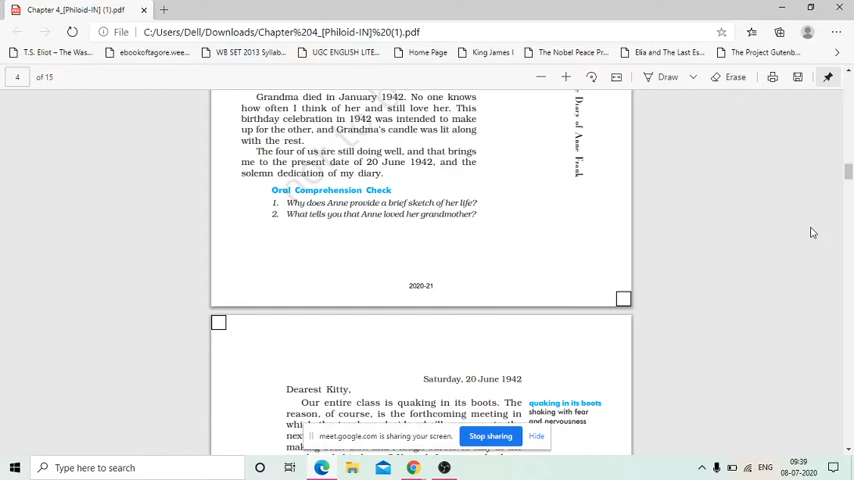 Chapter 4_[Philoid-IN] (1).pdf
File
C:/Users/Dell/Downloads/Chapter%204_[Philoid-IN]%20(1).pdf
T.S. Eliot – The Was...
ebookoftagore.wee...
WB SET 2013 Syllab...
UGC ENGLISH LITE...
Home Page
King James I
The Nobel Peace Pr...
Elia and The Last Es...
The Project Gutenb...
4 of 15
Draw
Erase
Grandma died in January 1942. No one knows
how often I think of her and still love her. This
birthday celebration in 1942 was intended to make
up for the other, and Grandma's candle was lit along
with the rest.
The four of us are still doing well, and that brings
me to the present date of 20 June 1942, and the
solemn dedication of my diary.
Diary of Anne Frank
Oral Comprehension Check
1. Why does Anne provide a brief sketch of her life?
2. What tells you that Anne loved her grandmother?
2020-21
Saturday, 20 June 1942
Dearest Kitty,
Our entire class is quaking in its boots. The
reason, of course, is the forthcoming meeting in
quaking in its boots
shaking with fear
and nervousness
meet.google.com is sharing your screen.
Stop sharing
Hide
Type here to search
ENG
09:39
08-07-2020